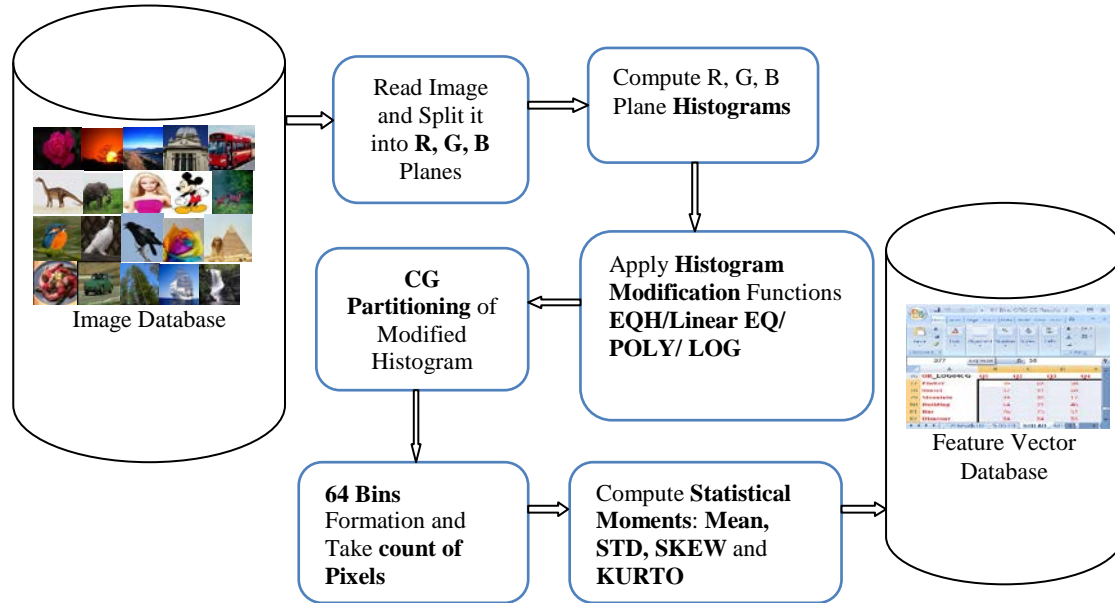 Image Database
Read Image
and Split it
into R, G, B
Planes
Compute R, G, B
Plane Histograms
Apply Histogram
Modification Functions
EQH/Linear EQ/
POLY/ LOG
CG
Partitioning of
Modified
Histogram
64 Bins
Formation and
Take count of
Pixels
Compute Statistical
Moments: Mean,
STD, SKEW and
KURTO
Feature Vector
Database